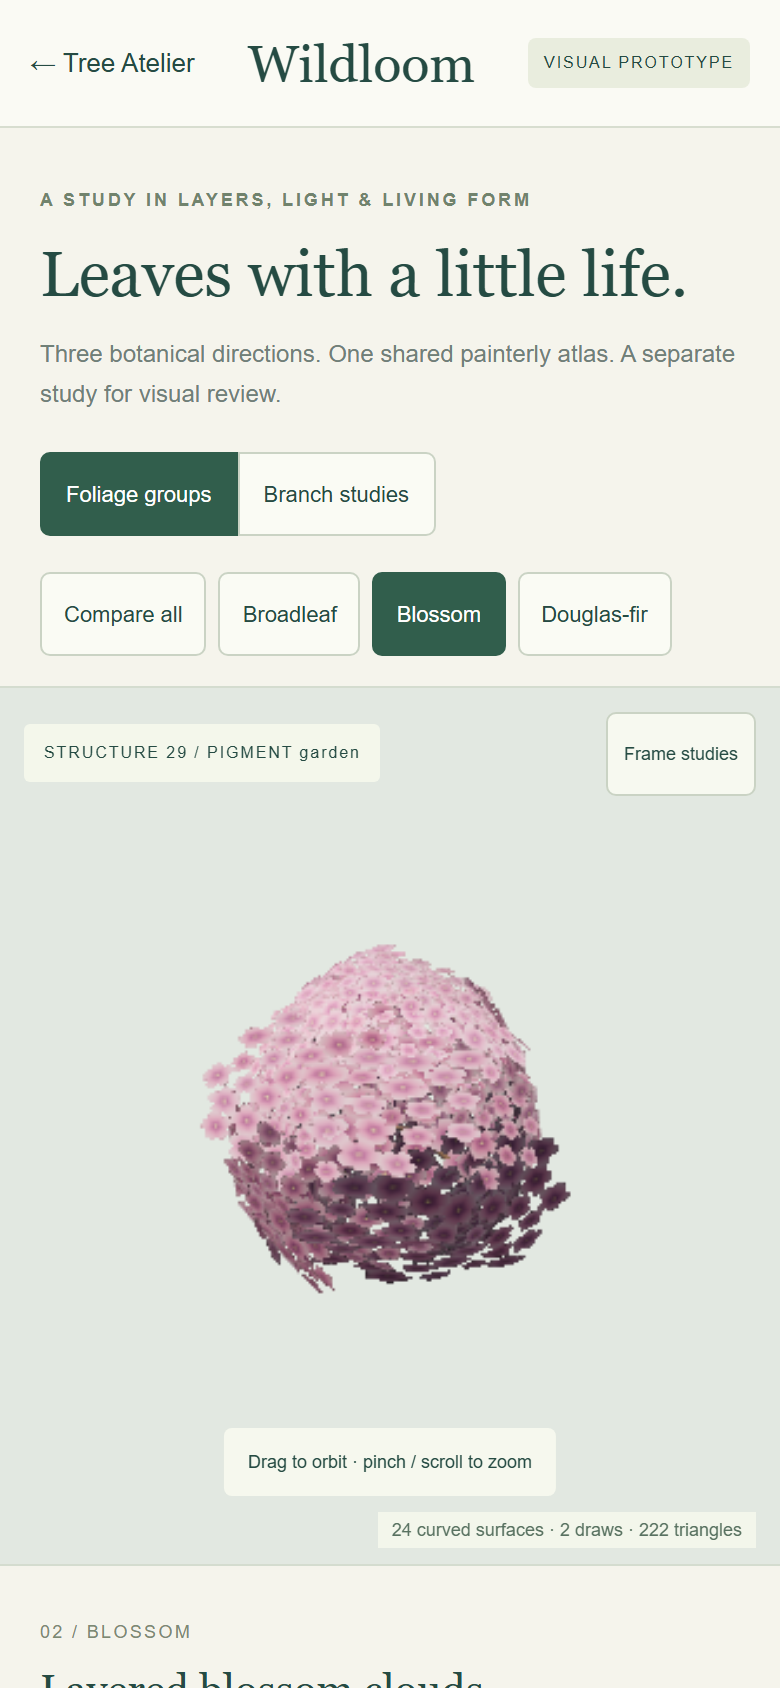 ← Tree Atelier
Wildloom
VISUAL PROTOTYPE
A STUDY IN LAYERS, LIGHT & LIVING FORM
Leaves with a little life.
Three botanical directions. One shared painterly atlas. A separate
study for visual review.
Foliage groups
Branch studies
Compare all
Broadleaf
Blossom
Douglas-fir
STRUCTURE 29 / PIGMENT garden
Frame studies
Drag to orbit · pinch / scroll to zoom
24 curved surfaces · 2 draws · 222 triangles
02 / BLOSSOM
Layered blossom clouds